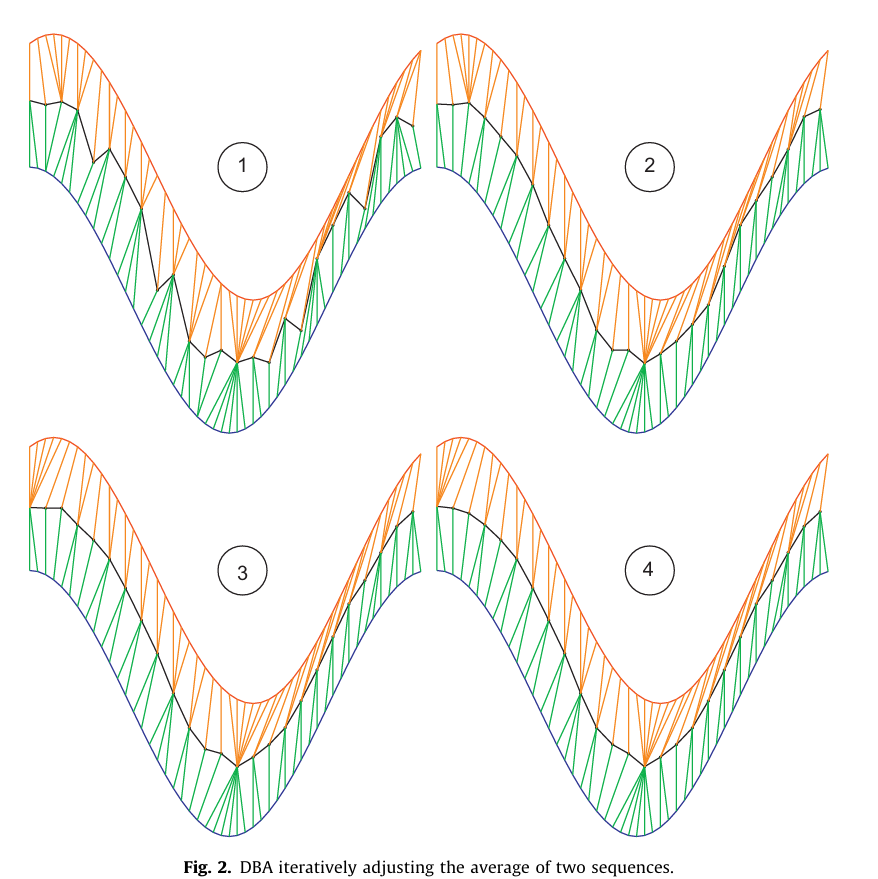 1
2
3
4
Fig. 2. DBA iteratively adjusting the average of two sequences.